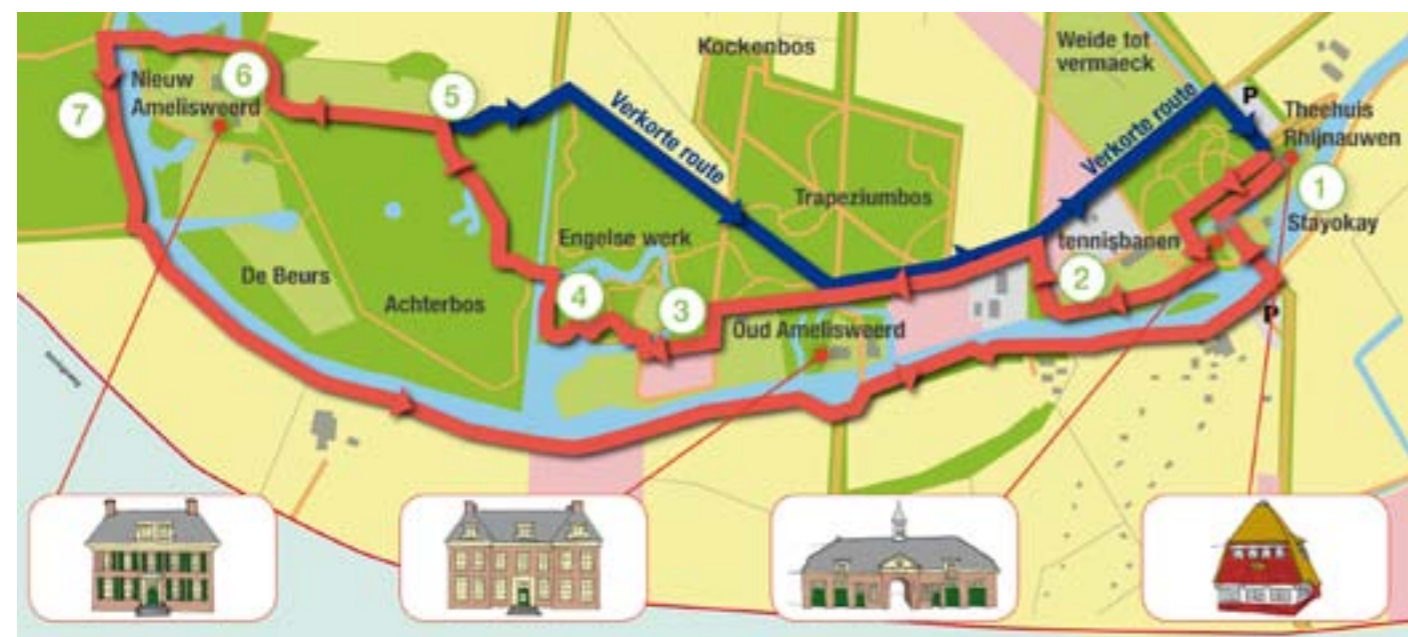 Kockenbos
Weide tot
vermaeck
P
Theehuis
Rhijnauwen
1
Stayokay
Nieuw
Amelisweerd
6
5
7
Verkorte route
Verkorte route
Trapeziumbos
Engelse werk
tennisbanen
2
De Beurs
Achterbos
4
3
Oud Amelisweerd
P